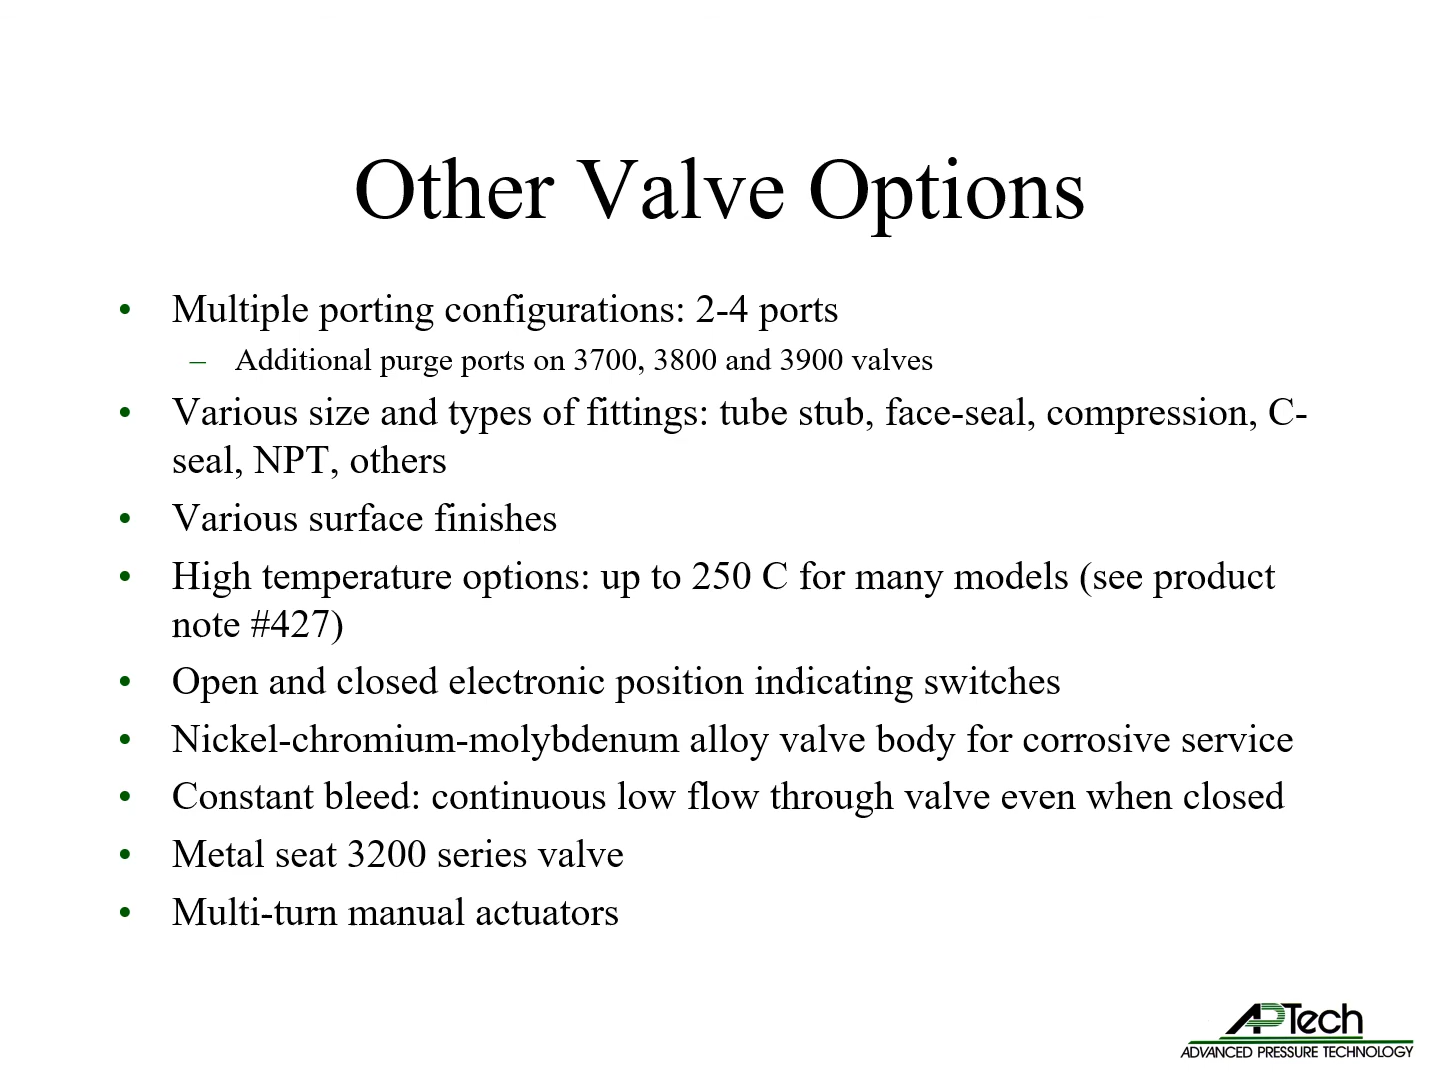 Other Valve Options
• Multiple porting configurations: 2-4 ports
– Additional purge ports on 3700, 3800 and 3900 valves
• Various size and types of fittings: tube stub, face-seal, compression, C-
seal, NPT, others
• Various surface finishes
• High temperature options: up to 250 C for many models (see product
note #427)
• Open and closed electronic position indicating switches
• Nickel-chromium-molybdenum alloy valve body for corrosive service
• Constant bleed: continuous low flow through valve even when closed
• Metal seat 3200 series valve
• Multi-turn manual actuators
APTech
ADVANCED PRESSURE TECHNOLOGY